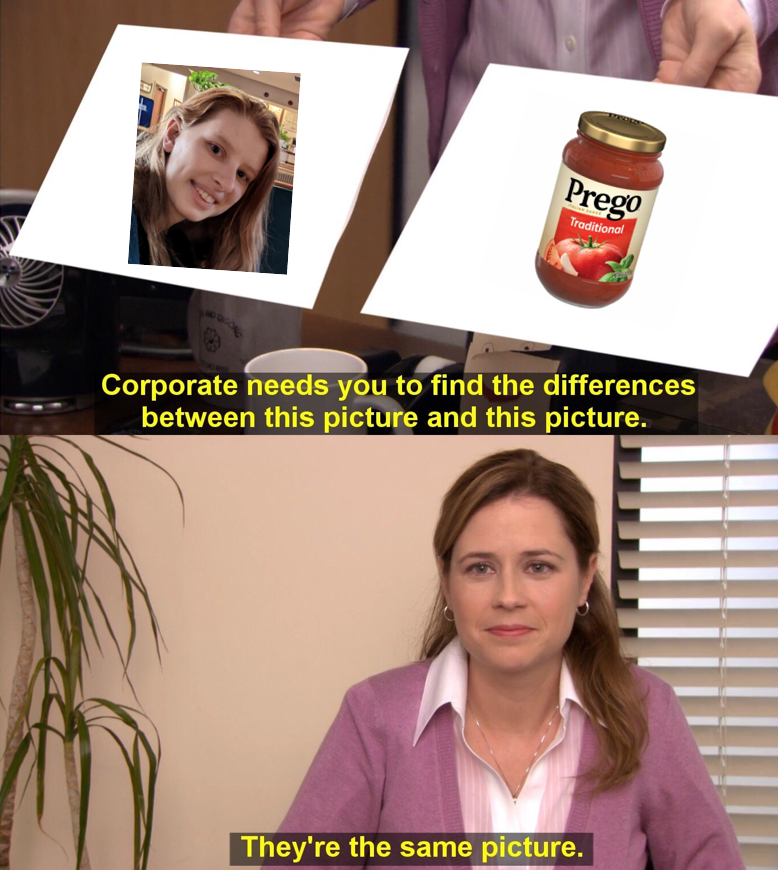 Prego
Traditional
Corporate needs you to find the differences
between this picture and this picture.
They're the same picture.